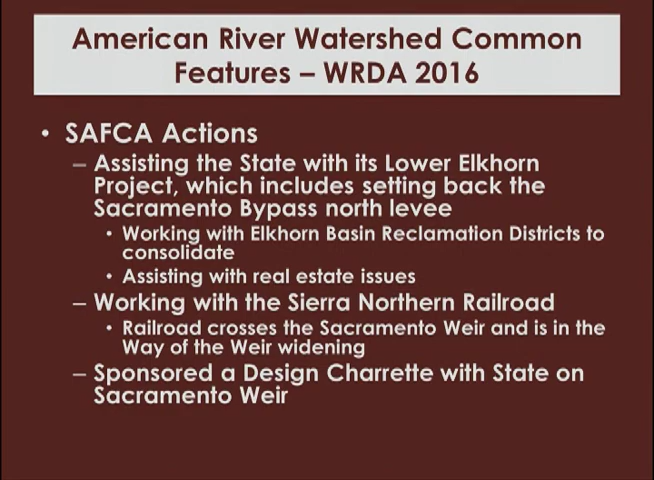 American River Watershed Common
Features – WRDA 2016
• SAFCA Actions
– Assisting the State with its Lower Elkhorn
Project, which includes setting back the
Sacramento Bypass north levee
• Working with Elkhorn Basin Reclamation Districts to
consolidate
• Assisting with real estate issues
– Working with the Sierra Northern Railroad
• Railroad crosses the Sacramento Weir and is in the
Way of the Weir widening
– Sponsored a Design Charrette with State on
Sacramento Weir